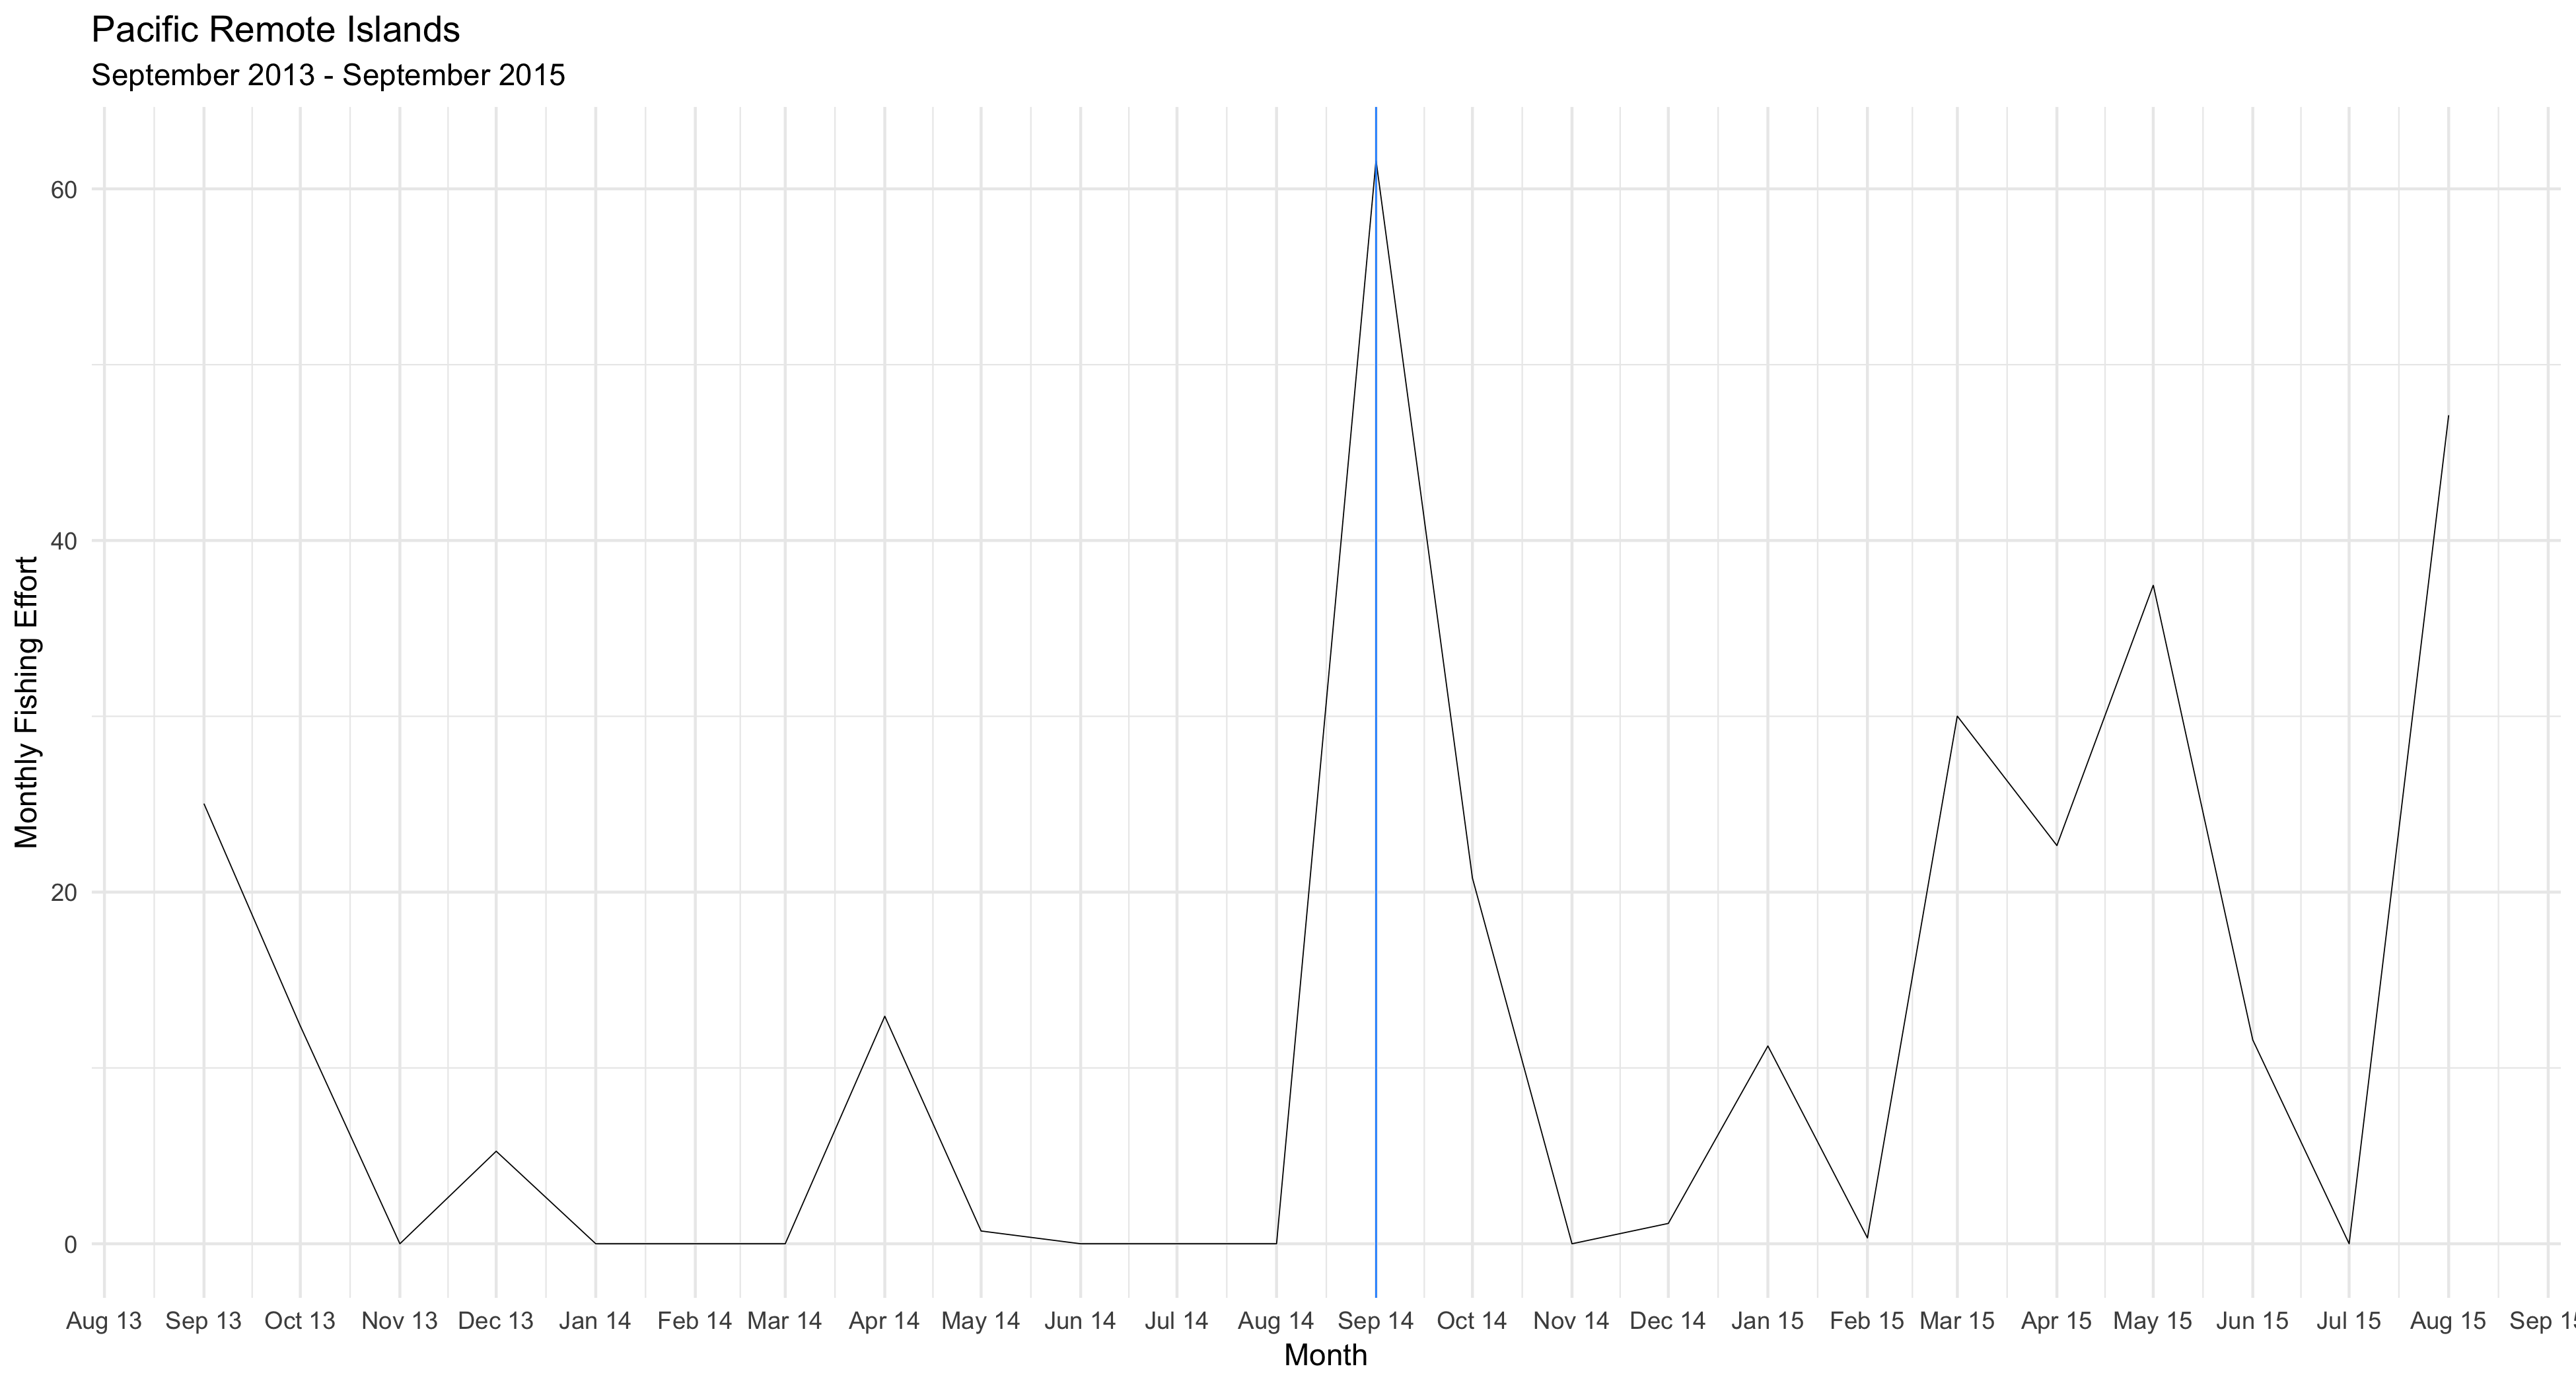 Pacific Remote Islands
September 2013 - September 2015
Monthly Fishing Effort
60
40
20
0
Aug 13 Sep 13 Oct 13 Nov 13 Dec 13 Jan 14 Feb 14 Mar 14 Apr 14 May 14 Jun 14 Jul 14 Aug 14 Sep 14 Oct 14 Nov 14 Dec 14 Jan 15 Feb 15 Mar 15 Apr 15 May 15 Jun 15 Jul 15 Aug 15 Sep 15
Month